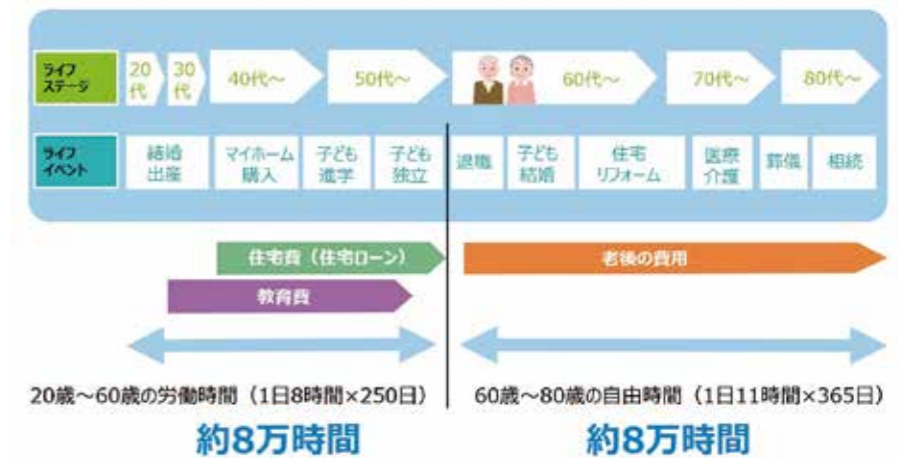 ライフ
ステージ
20
代
30
代
40代～
50代～
60代～
70代～
80代～
ライフ
イベント
結婚
出産
マイホーム
購入
子ども
進学
子ども
独立
退職
子ども
結婚
住宅
リフォーム
医療
介護
葬儀
相続
住宅費（住宅ローン）
老後の費用
教育費
20歳～60歳の労働時間（1日8時間×250日）
60歳～80歳の自由時間（1日11時間×365日）
約8万時間
約8万時間